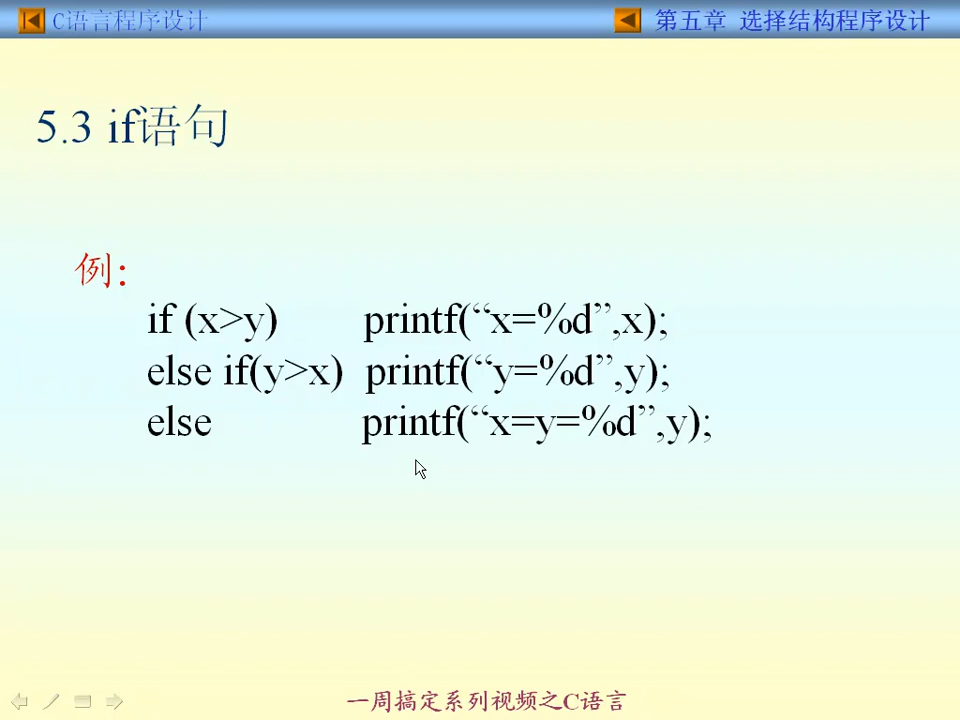 C语言程序设计
第五章 选择结构程序设计
5.3 if语句
例:
if (x>y) printf(“x=%d”,x);
else if(y>x) printf(“y=%d”,y);
else printf(“x=y=%d”,y);
一周搞定系列视频之C语言